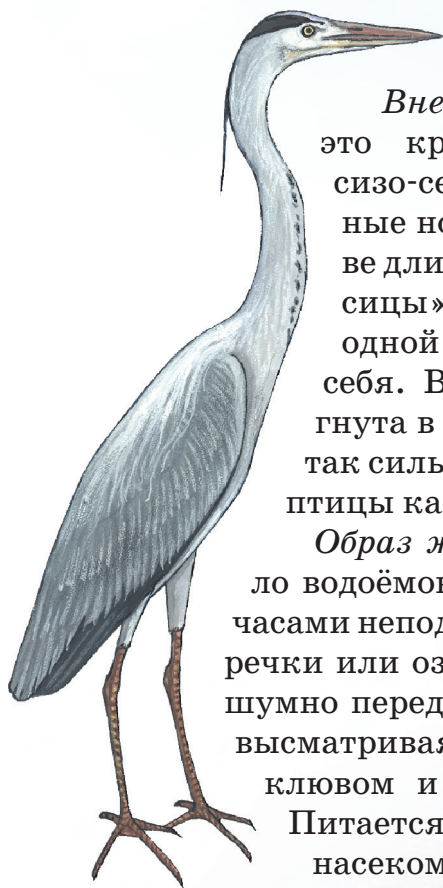 Вне
это кр
сизо-се
ные но
ве дли
сицы»
одной
себя. В
гнута в
так силь
птицы ка
Образ ж
ло водоёмов
часами непод
речки или оз
шумно перед
высматривая
клювом и
Питается
насеком